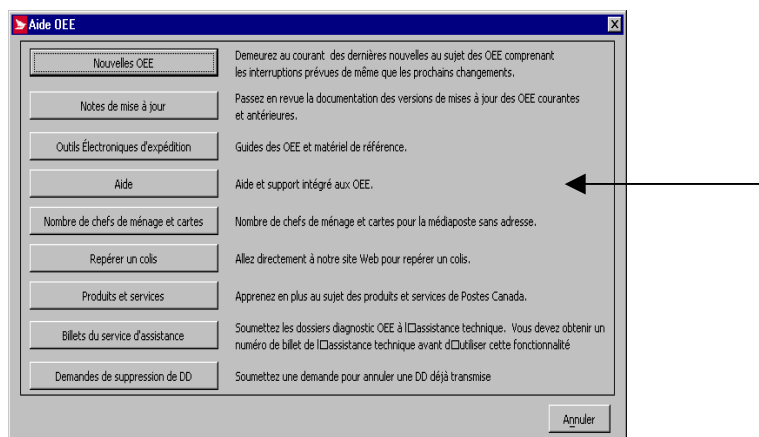 Aide OEE
Nouvelles OEE
Demeurez au courant des dernières nouvelles au sujet des OEE comprenant
les interruptions prévues de même que les prochains changements.
Notes de mise à jour
Passez en revue la documentation des versions de mises à jour des OEE courantes
et antérieures.
Outils Électroniques d'expédition
Guides des OEE et matériel de référence.
Aide
Aide et support intégré aux OEE.
Nombre de chefs de ménage et cartes
Nombre de chefs de ménage et cartes pour la médiaposte sans adresse.
Repérer un colis
Allez directement à notre site Web pour repérer un colis.
Produits et services
Apprenez en plus au sujet des produits et services de Postes Canada.
Billets du service d'assistance
Soumettez les dossiers diagnostic OEE à l□assistance technique. Vous devez obtenir un
numéro de billet de l□assistance technique avant d□utiliser cette fonctionnalité
Demandes de suppression de DD
Soumettez une demande pour annuler une DD déjà transmise
Annuler